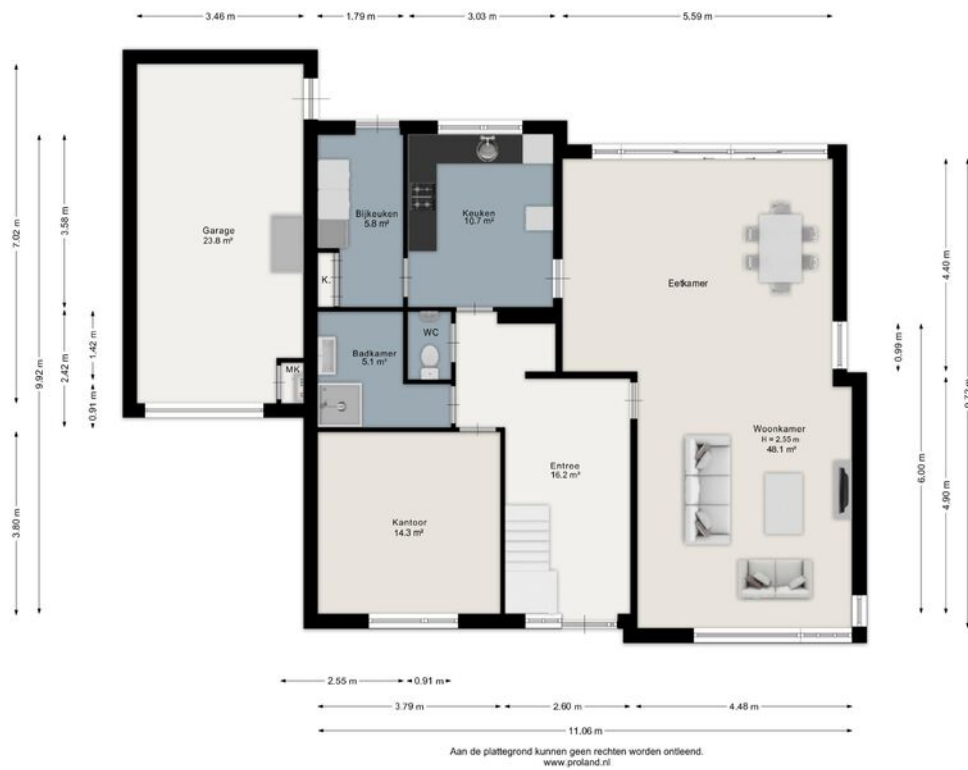 3.46 m
1.79 m
3.03 m
5.59 m
7.02 m
9.92 m
3.58 m
2.42 m
1.42 m
0.91 m
3.80 m
Garage
23.8 m²
Bijkeuken
5.8 m²
Keuken
10.7 m²
K.
Eetkamer
WC
Badkamer
5.1 m²
MK
Woonkamer
H = 2.55 m
48.1 m²
Entree
16.2 m²
Kantoor
14.3 m²
4.40 m
0.99 m
6.00 m
4.90 m
9.72 m
2.55 m
0.91 m
3.79 m
2.60 m
4.48 m
11.06 m
Aan de plattegrond kunnen geen rechten worden ontleend.
www.proland.nl